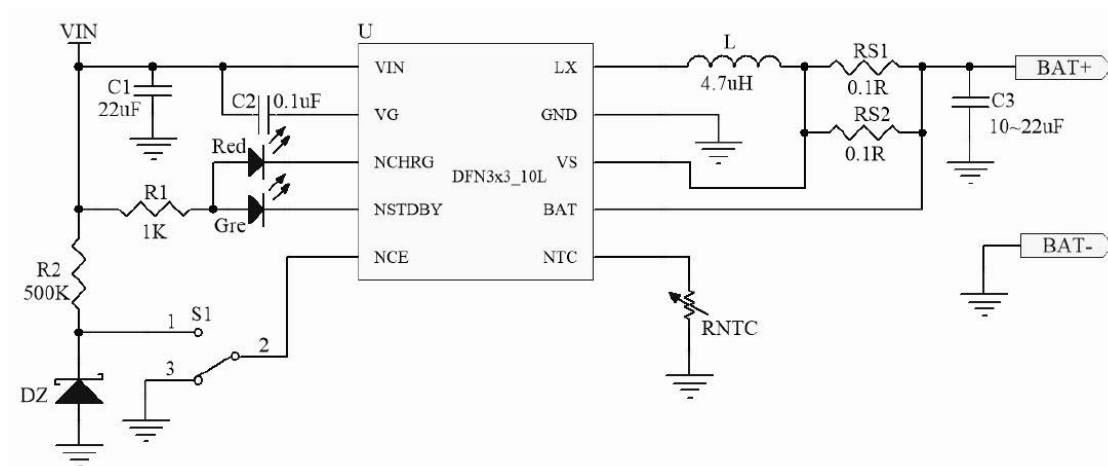 VIN
U
C1
22uF
C2
0.1uF
VIN
VG
NCHRG
NSTDBY
NCE
DFN3x3_10L
LX
GND
VS
BAT
NTC
L
4.7uH
RS1
0.1R
RS2
0.1R
C3
10~22uF
BAT+
BAT-
Red
Gre
R1
1K
R2
500K
1
S1
2
3
DZ
RNTC